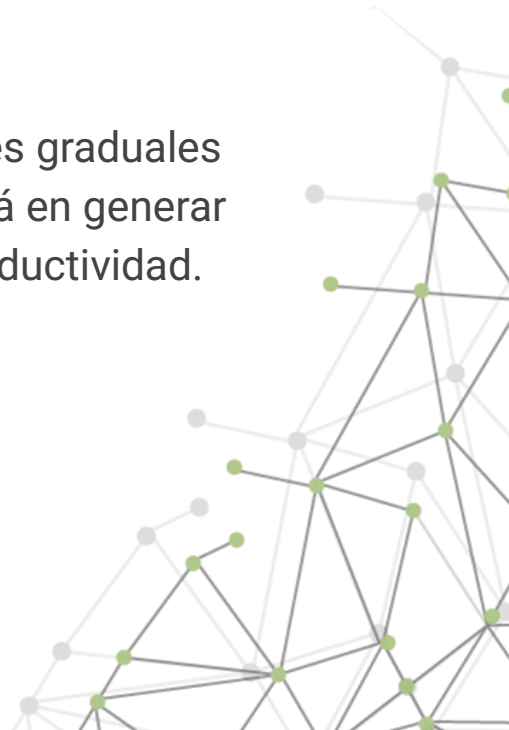 es graduales
á en generar
ductividad.